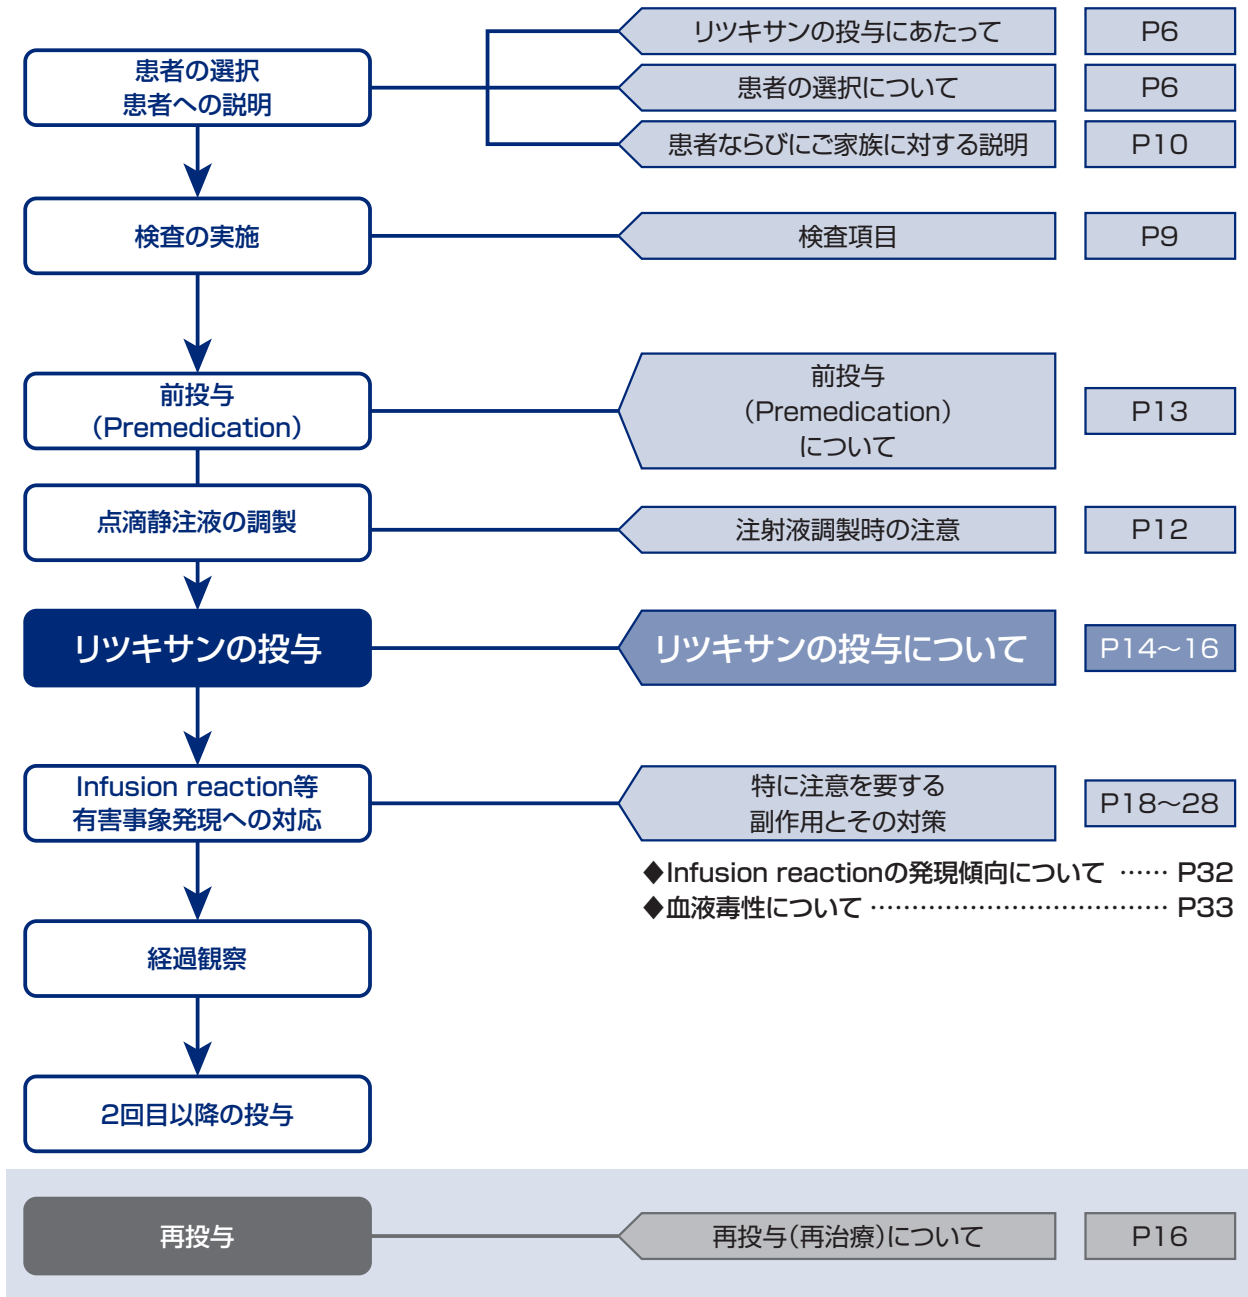 患者の選択
患者への説明
リツキサンの投与にあたって
P6
患者の選択について
P6
患者ならびにご家族に対する説明
P10
検査の実施
検査項目
P9
前投与
（Premedication）
前投与
（Premedication）
について
P13
点滴静注液の調製
注射液調製時の注意
P12
リツキサンの投与
リツキサンの投与について
P14～16
Infusion reaction等
有害事象発現への対応
特に注意を要する
副作用とその対策
P18～28
◆Infusion reactionの発現傾向について …… P32
◆血液毒性について ……………………………… P33
経過観察
2回目以降の投与
再投与
再投与（再治療）について
P16